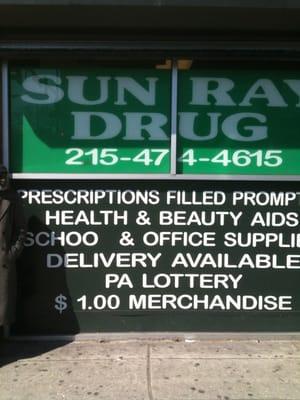 SUN RAY
DRUG
215-474-4615
PRESCRIPTIONS FILLED PROMPT
HEALTH & BEAUTY AIDS
SCHOO & OFFICE SUPPLIE
DELIVERY AVAILABLE
PA LOTTERY
$ 1.00 MERCHANDISE